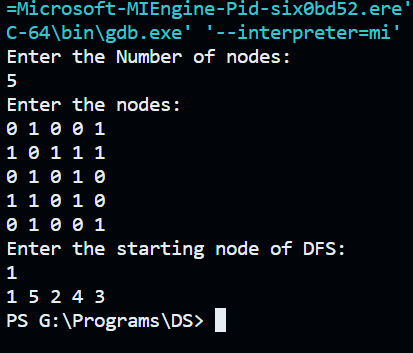 =Microsoft-MIEngine-Pid-six0bd52.ere'
C-64\bin\gdb.exe' '--interpreter=mi'
Enter the Number of nodes:
5
Enter the nodes:
0 1 0 0 1
1 0 1 1 1
0 1 0 1 0
1 1 0 1 0
0 1 0 0 1
Enter the starting node of DFS:
1
1 5 2 4 3
PS G:\Programs\DS>